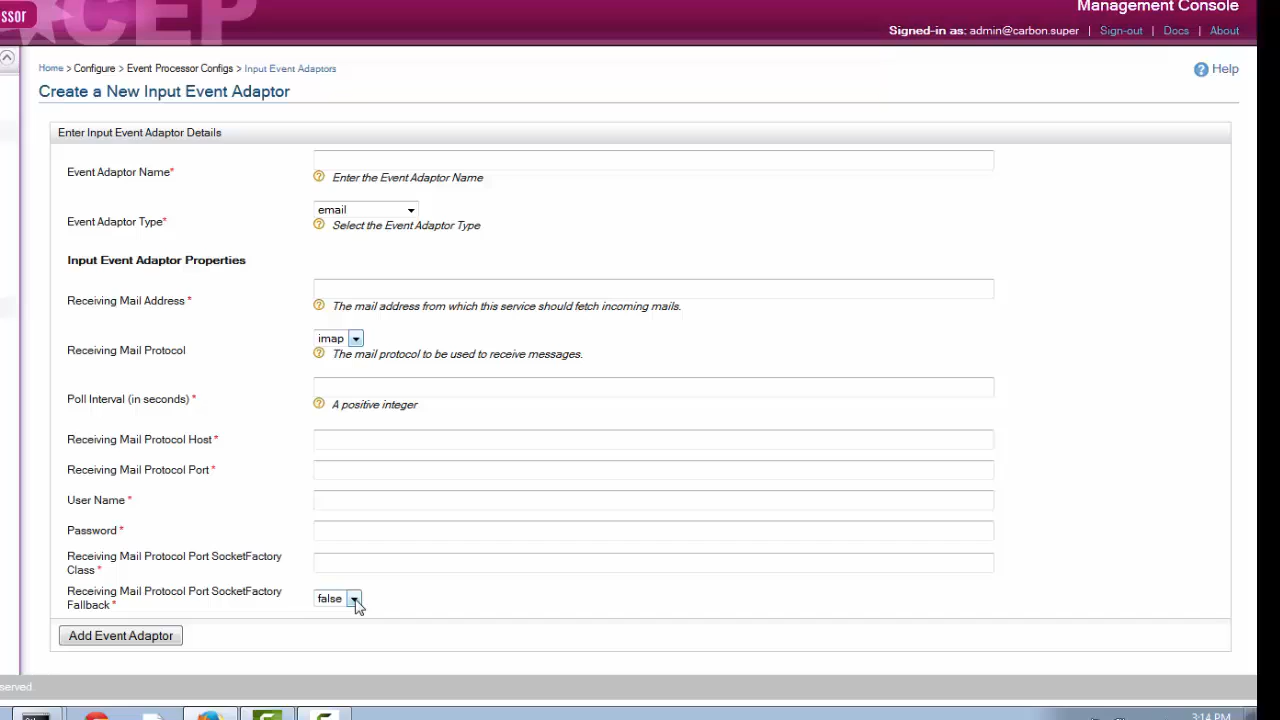 ssor
CEP
Management Console
Signed-in as: admin@carbon.super | Sign-out | Docs | About
Home > Configure > Event Processor Configs > Input Event Adaptors
Help
Create a New Input Event Adaptor
Enter Input Event Adaptor Details
Event Adaptor Name*
Enter the Event Adaptor Name
Event Adaptor Type*
email
Select the Event Adaptor Type
Input Event Adaptor Properties
Receiving Mail Address *
The mail address from which this service should fetch incoming mails.
Receiving Mail Protocol
imap
The mail protocol to be used to receive messages.
Poll Interval (in seconds) *
A positive integer
Receiving Mail Protocol Host *
Receiving Mail Protocol Port *
User Name *
Password *
Receiving Mail Protocol Port SocketFactory
Class *
Receiving Mail Protocol Port SocketFactory
Fallback *
false
Add Event Adaptor
served.
3:14 PM